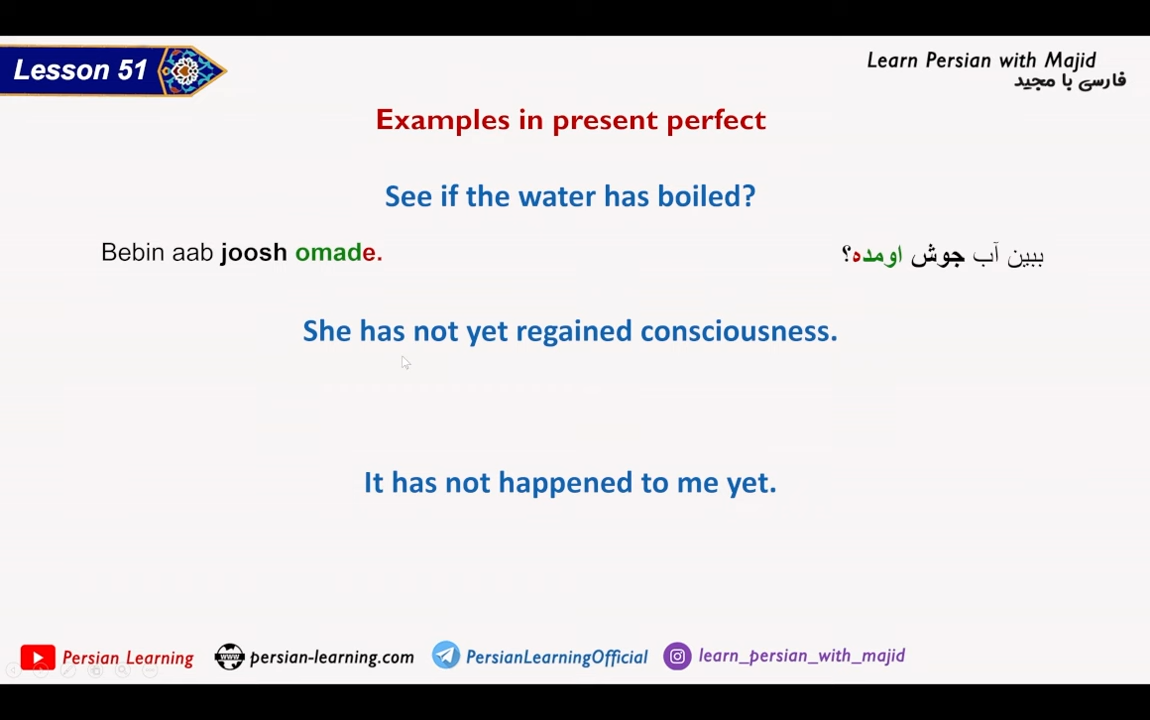 Lesson 51
Learn Persian with Majid
فارسی با مجید
Examples in present perfect
See if the water has boiled?
Bebin aab joosh omade.
ببین آب جوش اومده؟
She has not yet regained consciousness.
It has not happened to me yet.
Persian Learning
www
persian-learning.com
PersianLearningOfficial
learn_persian_with_majid